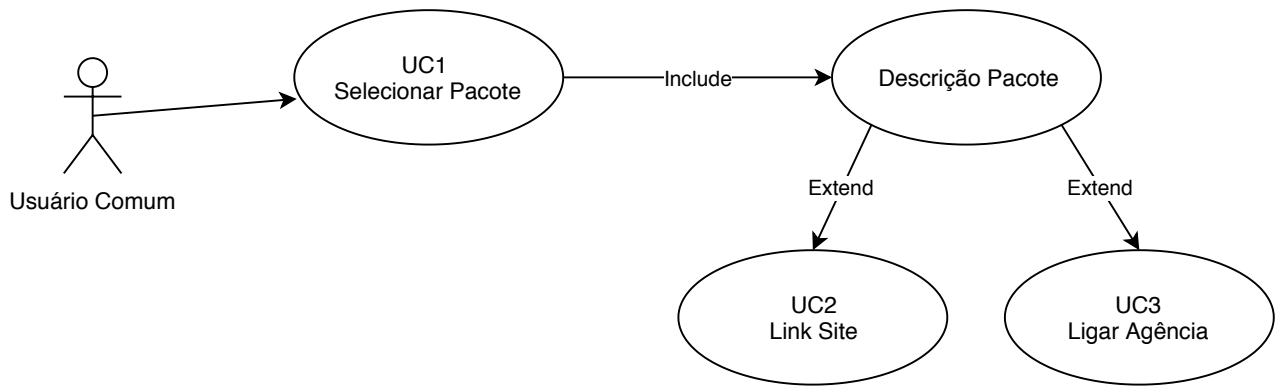 UC1
Selecionar Pacote
Include
Descrição Pacote
Usuário Comum
Extend
Extend
UC2
Link Site
UC3
Ligar Agência